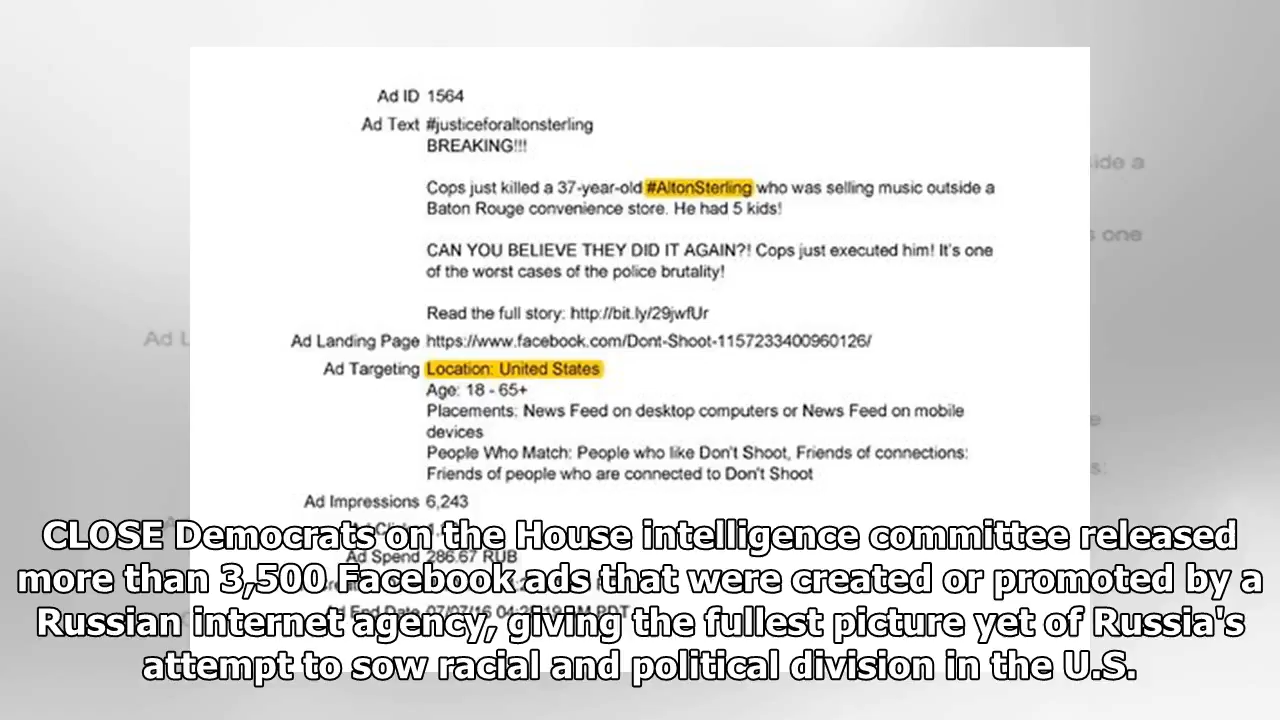 Ad ID 1564
Ad Text #justiceforaltonsterling
BREAKING!!!
Cops just killed a 37-year-old #AltonSterling who was selling music outside a
Baton Rouge convenience store. He had 5 kids!
CAN YOU BELIEVE THEY DID IT AGAIN?! Cops just executed him! It's one
of the worst cases of the police brutality!
Read the full story: http://bit.ly/29jwfUr
Ad Landing Page https://www.facebook.com/Dont-Shoot-1157233400960126/
Ad Targeting Location: United States
Age: 18 - 65+
Placements: News Feed on desktop computers or News Feed on mobile
devices
People Who Match: People who like Don't Shoot, Friends of connections:
Friends of people who are connected to Don't Shoot
Ad Impressions 6,243
Ad Spend 286.67 RUB
Ad End Date 07/07/16
CLOSE Democrats on the House intelligence committee released
more than 3,500 Facebook ads that were created or promoted by a
Russian internet agency, giving the fullest picture yet of Russia's
attempt to sow racial and political division in the U.S.